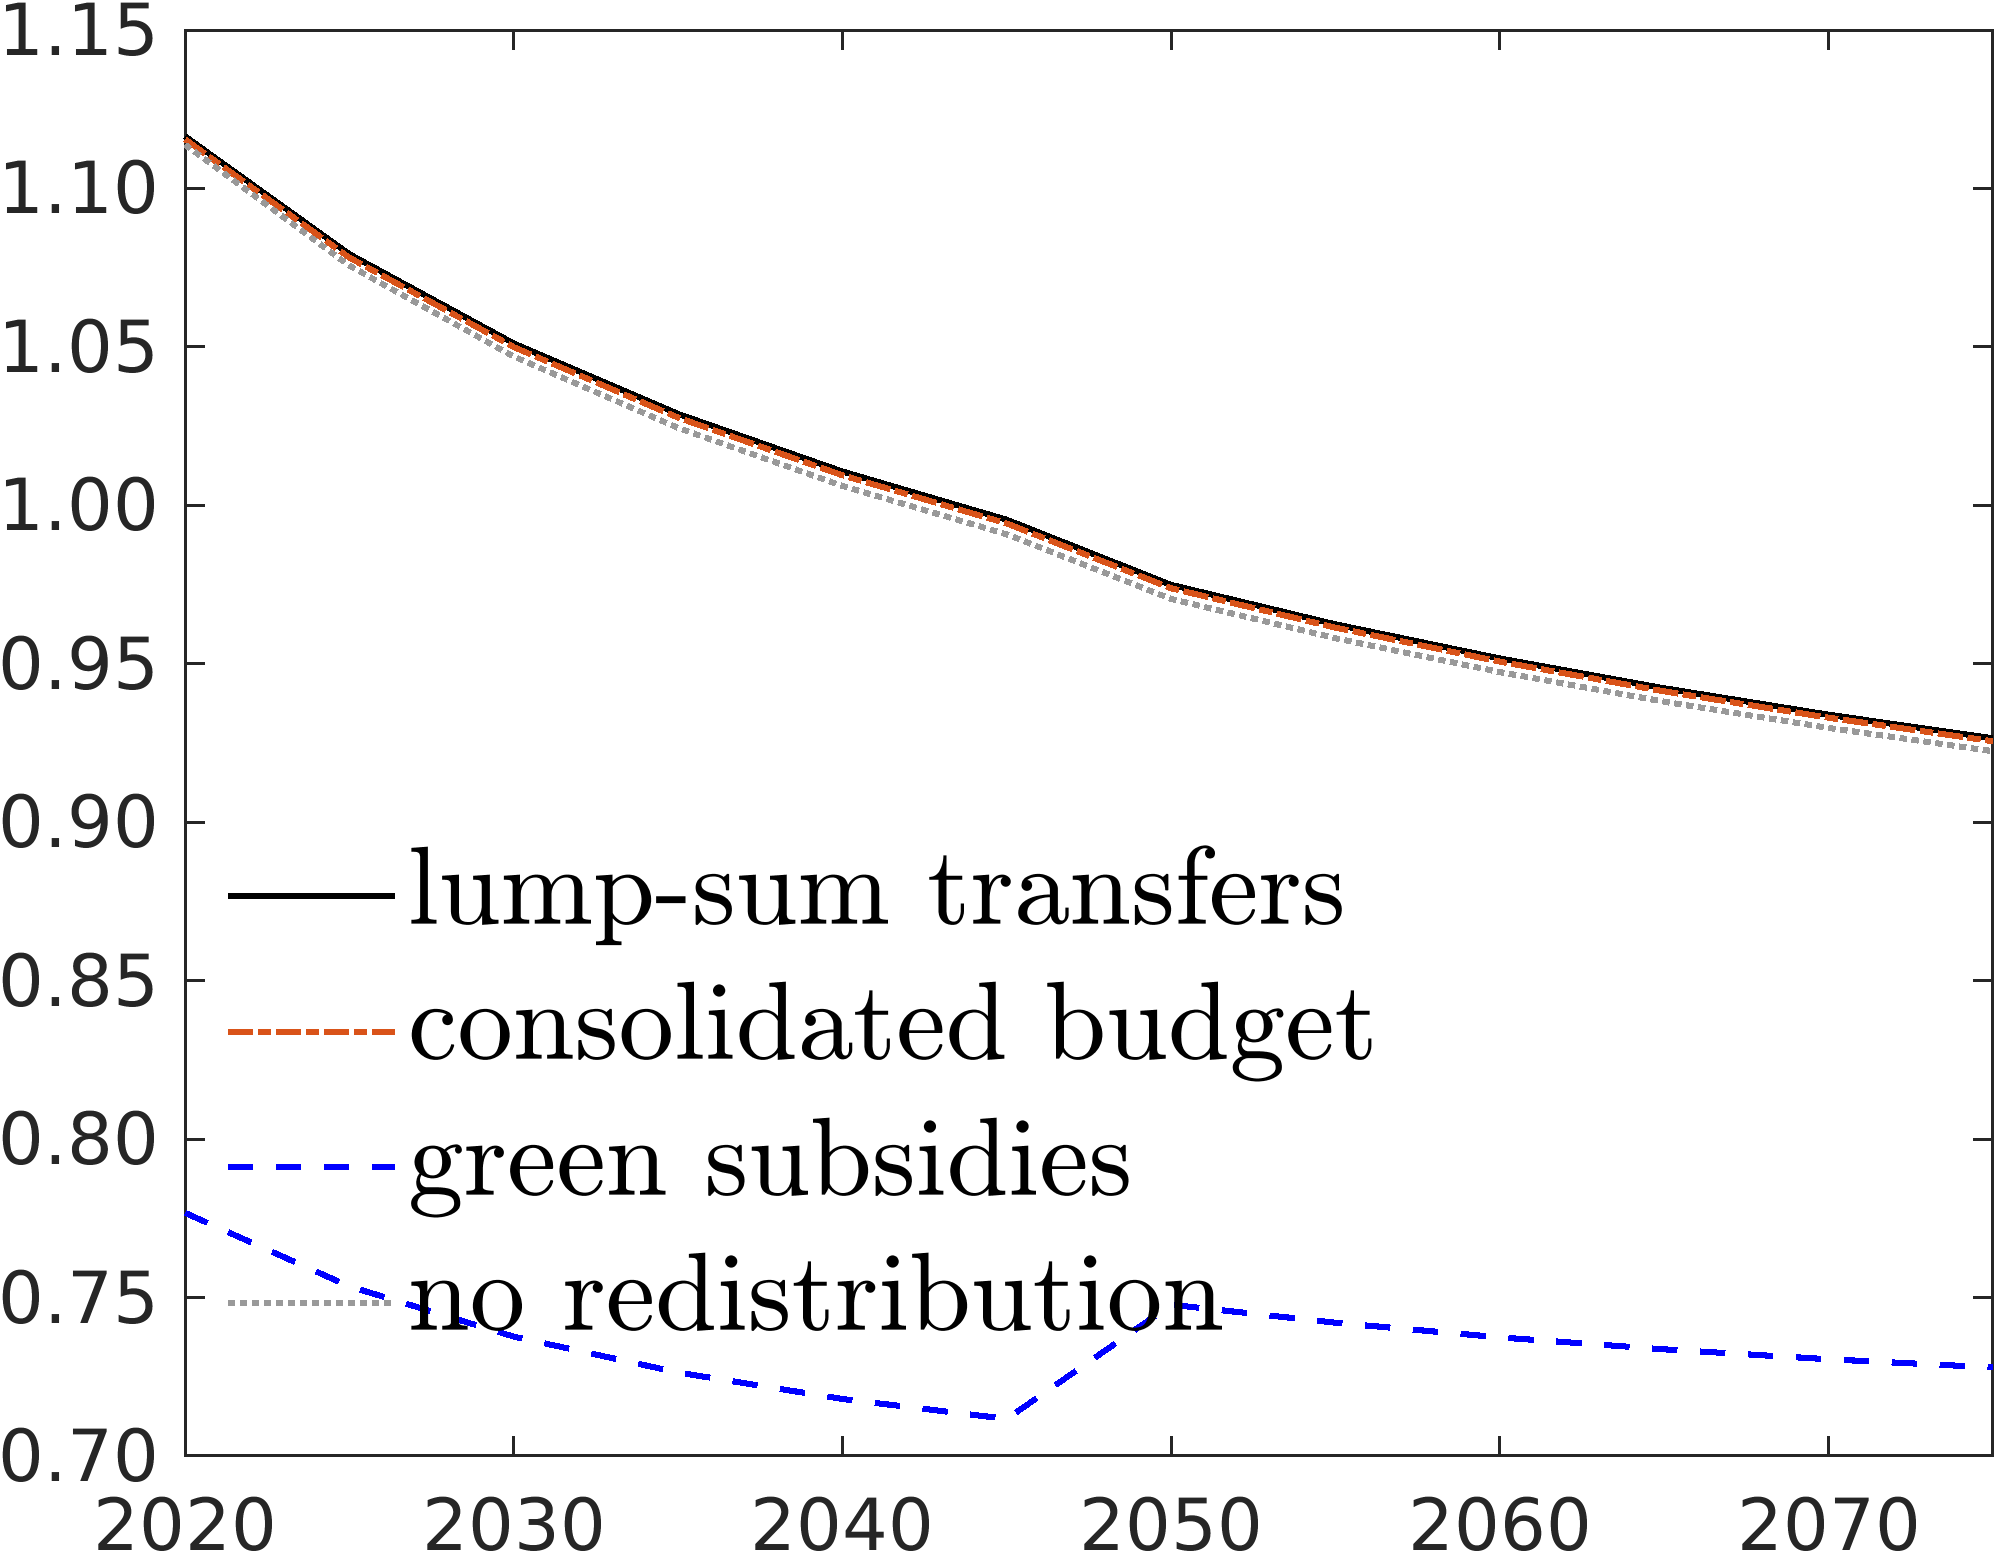 1.15
1.10
1.05
1.00
0.95
0.90
0.85
0.80
0.75
0.70
lump-sum transfers
consolidated budget
green subsidies
no redistribution
2020 2030 2040 2050 2060 2070